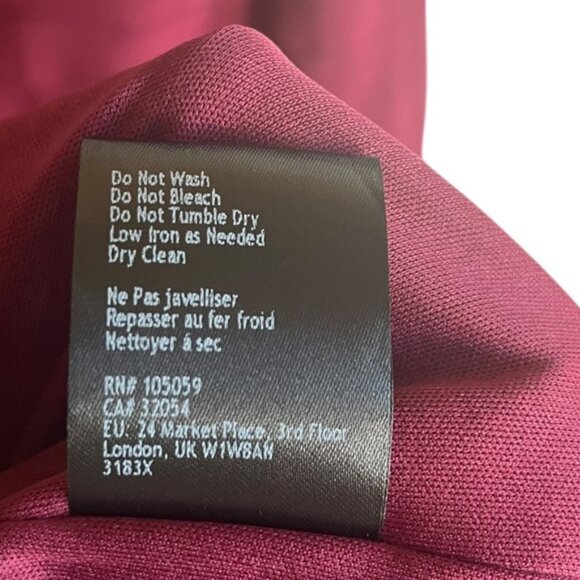 Do Not Wash
Do Not Bleach
Do Not Tumble Dry
Low Iron as Needed
Dry Clean
Ne Pas javelliser
Repasser au fer froid
Nettoyer á sec
RN# 105059
CA# 32054
EU: 24 Market Place, 3rd Floor
London, UK W1W8AN
3183X